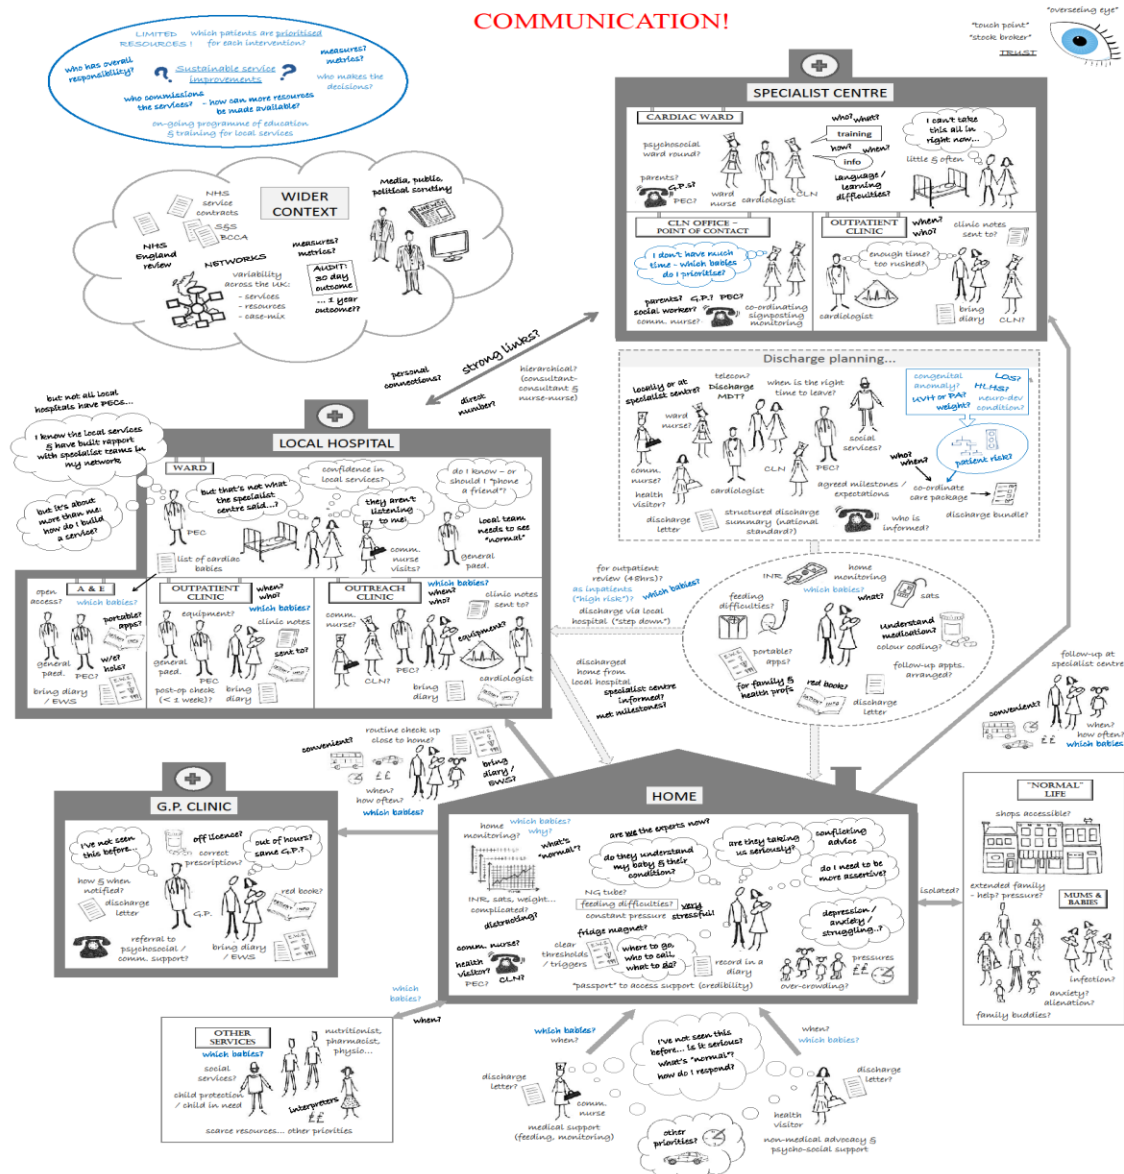 COMMUNICATION!
"overseeing eye"
"touch point"
"stock broker"
TRUST
LIMITED
RESOURCES !
which patients are prioritised
for each intervention?
who has overall
responsibility?
measures?
metrics?
? Sustainable service
improvements ?
who makes the
decisions?
who commissions
the services?
- how can more resources
be made available?
on-going programme of education
& training for local services
WIDER
CONTEXT
NHS
service
contracts
S&S
BCCA
Media, public,
political scrutiny
NHS
England
review
NETWORKS
measures?
metrics?
variability
across the UK:
- services
- resources
- case-mix
AUDIT:
30 day
outcome
... 1 year
outcome??
SPECIALIST CENTRE
CARDIAC WARD
psychosocial
ward round?
parents?
G.P.s?
PEC?
ward
nurse
cardiologist
CLN
who? what?
training
how? when?
info
language /
learning
difficulties?
I can't take
this all in
right now...
little & often
CLN OFFICE –
POINT OF CONTACT
I don't have much
time - which babies
do I prioritise?
parents? G.P.? PEC?
social worker?
comm. nurse?
co-ordinating
signposting
monitoring
OUTPATIENT
CLINIC
when?
who?
clinic notes
sent to?
enough time?
too rushed?
cardiologist
bring
diary
CLN?
strong links?
personal
connections?
direct
number?
hierarchical?
(consultant-
consultant &
nurse-nurse)
Discharge planning...
locally or at
specialist centre?
telecon?
Discharge
MDT?
when is the right
time to leave?
ward
nurse?
social
services?
comm.
nurse?
health
visitor?
cardiologist
CLN
PEC?
congenital
anomaly?
LOS?
HLHS?
UVH or PA?
weight?
neuro-dev
condition?
patient risk?
who?
when?
agreed milestones /
expectations
co-ordinate
care package
discharge bundle?
discharge
letter
structured discharge
summary (national
standard?)
who is
informed?
but not all local
hospitals have PECs...
I know the local services
& have built rapport
with specialist teams in
my network
but it's about
more than me:
how do I build
a service?
LOCAL HOSPITAL
WARD
but that's not what
the specialist
centre said...?
confidence in
local services?
they aren't
listening
to me!
do I know – or
should I "phone
a friend"?
local team
needs to see
"normal"
PEC
list of cardiac
babies
comm.
nurse
visits?
general
paed.
A & E
open
access?
which babies?
portable?
apps?
general
paed.
w/e?
hols?
PEC?
bring diary
/ EWS
OUTPATIENT
CLINIC
when?
who?
equipment?
which babies?
clinic notes
sent to?
general
paed.
PEC
post-op check
(< 1 week)?
bring
diary
OUTREACH
CLINIC
which babies?
when?
who?
clinic notes
sent to?
comm.
nurse?
equipment?
CLN?
PEC?
bring
diary
cardiologist
for outpatient
review (48hrs)?
as inpatients
("high risk")?
which babies?
discharge via local
hospital ("step down")
discharged
home from
local hospital
specialist centre
informed?
met milestones?
INR
home
monitoring
which babies?
what?
sats
feeding
difficulties?
understand
medication?
colour coding?
portable?
apps?
for family &
health profs
red book?
follow-up appts.
arranged?
discharge
letter
follow-up at
specialist centre
convenient?
££
when?
how often?
which babies?
routine check up
close to home?
convenient?
££
bring
diary /
EWS?
when?
how often?
which babies?
G.P. CLINIC
I've not seen
this before...
off licence?
correct
prescription?
out of hours?
same G.P.?
how & when
notified?
discharge
letter
G.P.
red book?
referral to
psychosocial /
comm. support?
bring diary
/ EWS
HOME
home
monitoring?
which babies?
why?
what's
"normal"?
INR, sats, weight...
complicated?
distracting?
are we the experts now?
do they understand
my baby & their
condition?
are they taking
us seriously?
conflicting
advice
do I need to be
more assertive?
NG tube?
feeding difficulties?
constant pressure
very
stressful!
fridge magnet?
depression /
anxiety /
struggling..?
comm. nurse?
health
visitor?
PEC?
CLN?
clear
thresholds
/ triggers
where to go,
who to call,
what to do?
record in a
diary
"passport" to access support (credibility)
pressures
over-crowding?
isolated?
"NORMAL"
LIFE
shops accessible?
extended family
- help? pressure?
MUMS &
BABIES
infection?
anxiety?
alienation?
family buddies?
which
babies?
when?
OTHER
SERVICES
which babies?
nutritionist,
pharmacist,
physio...
social
services?
child protection
/ child in need
interpreters
££
scarce resources... other priorities
which babies?
when?
discharge
letter?
comm.
nurse
medical support
(feeding, monitoring)
I've not seen this
before... is it serious?
what's "normal"?
how do I respond?
other
priorities?
when?
which babies?
discharge
letter?
health
visitor
non-medical advocacy &
psycho-social support